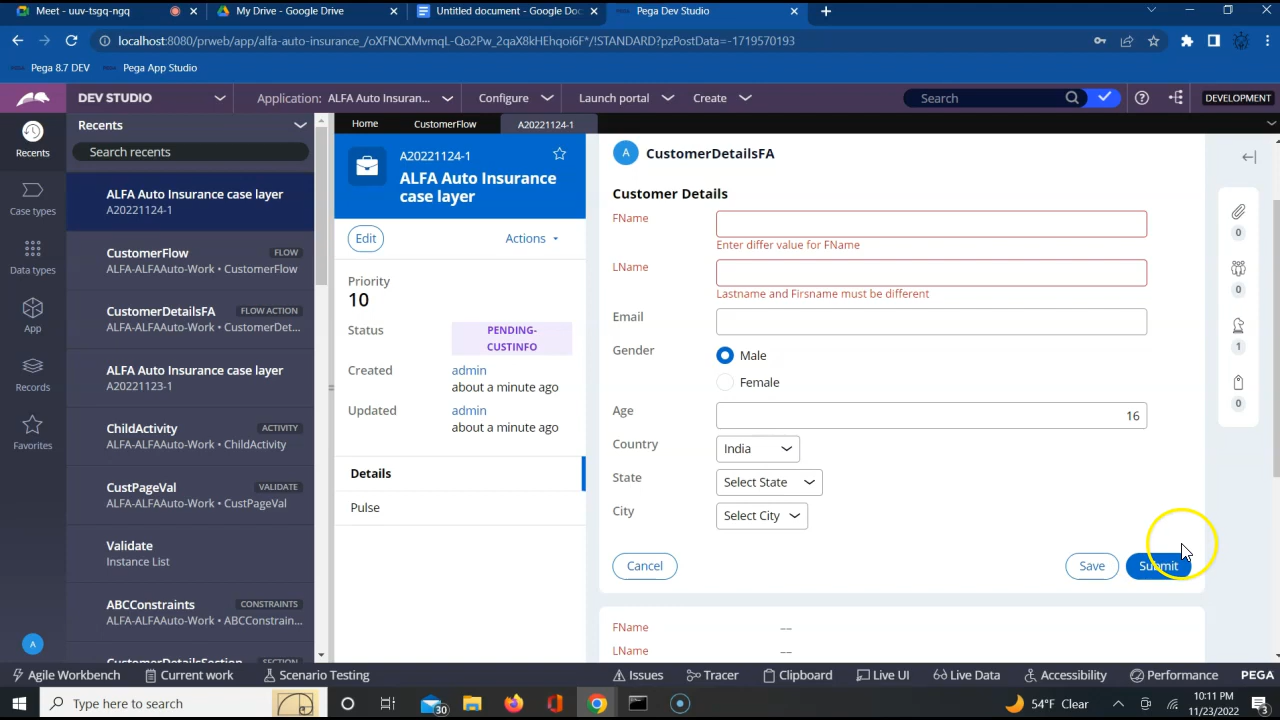 Meet - uuv-tsgq-ngq
My Drive - Google Drive
Untitled document - Google Doc
Pega Dev Studio
localhost:8080/prweb/app/alfa-auto-insurance_/oXFNCXMvmqL-Qo2Pw_2qaX8kHEhqoi6F*/!STANDARD?pzPostData=-1719570193
Pega 8.7 DEV
Pega App Studio
DEV STUDIO
Application: ALFA Auto Insuran...
Configure
Launch portal
Create
Search
DEVELOPMENT
Recents
Case types
Data types
App
Records
Favorites
A
Recents
Search recents
ALFA Auto Insurance case layer
A20221124-1
CustomerFlow FLOW
ALFA-ALFAAuto-Work • CustomerFlow
CustomerDetailsFA FLOW ACTION
ALFA-ALFAAuto-Work • CustomerDet...
ALFA Auto Insurance case layer
A20221123-1
ChildActivity ACTIVITY
ALFA-ALFAAuto-Work • ChildActivity
CustPageVal VALIDATE
ALFA-ALFAAuto-Work • CustPageVal
Validate
Instance List
ABCConstraints CONSTRAINTS
ALFA-ALFAAuto-Work • ABCConstrain...
CustomerDetailsSection SECTION
Home
CustomerFlow
A20221124-1
A20221124-1
ALFA Auto Insurance
case layer
Edit
Actions
Priority
10
Status
PENDING-
CUSTINFO
Created
admin
about a minute ago
Updated
admin
about a minute ago
Details
Pulse
A CustomerDetailsFA
Customer Details
FName
Enter differ value for FName
LName
Lastname and Firsname must be different
Email
Gender
Male
Female
Age
16
Country
India
State
Select State
City
Select City
Cancel
Save
Submit
FName --
LName --
0
0
1
0
Agile Workbench
Current work
Scenario Testing
Issues
Tracer
Clipboard
Live UI
Live Data
Accessibility
Performance
PEGA
Type here to search
30
54°F Clear
10:11 PM
11/23/2022
3